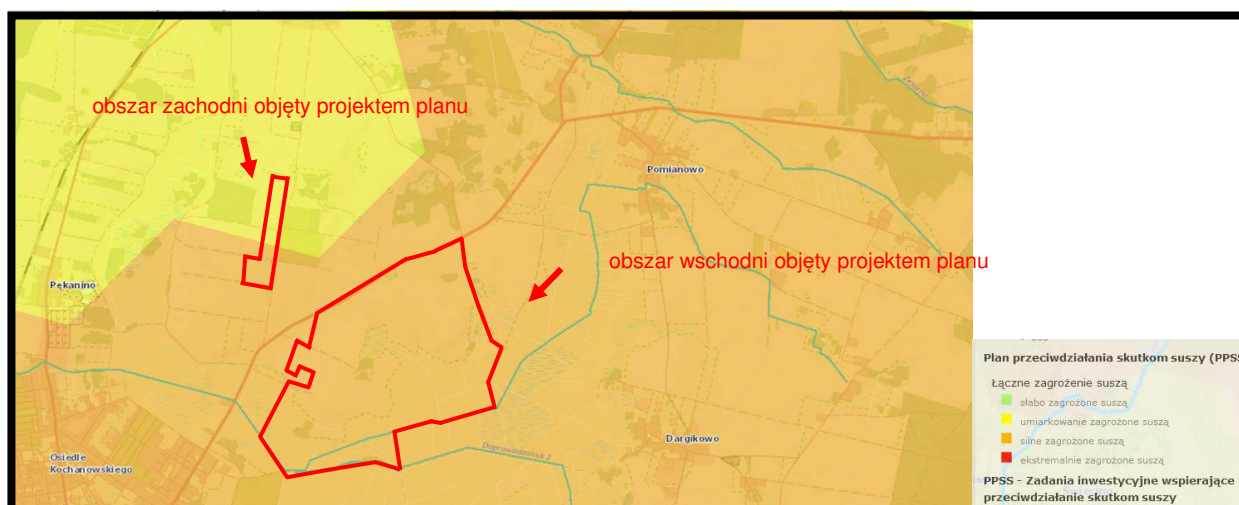 obszar zachodni objęty projektem planu
Pomianowo
obszar wschodni objęty projektem planu
Pękanino
Plan przeciwdziałania skutkom suszy (PPSS
Łączne zagrożenie suszą
słabo zagrożone suszą
umiarkowanie zagrożone suszą
silne zagrożone suszą
ekstremalnie zagrożone suszą
Dargikowo
Doprowadzalnik 2
Osiedle
Kochanowskiego
PPSS - Zadania inwestycyjne wspierające
przeciwdziałanie skutkom suszy